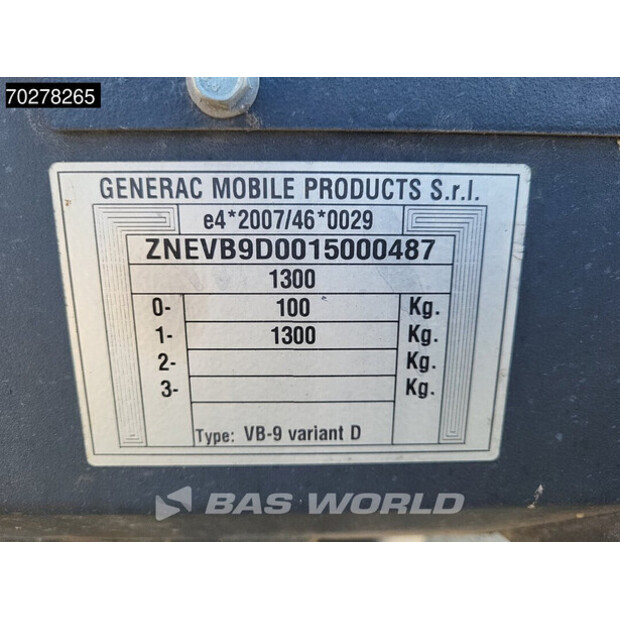 70278265
GENERAC MOBILE PRODUCTS S.r.l.
e4*2007/46*0029
ZNEVB9D0015000487
1300
0- 100 Kg.
1- 1300 Kg.
2- Kg.
3- Kg.
Type: VB-9 variant D
BAS WORLD